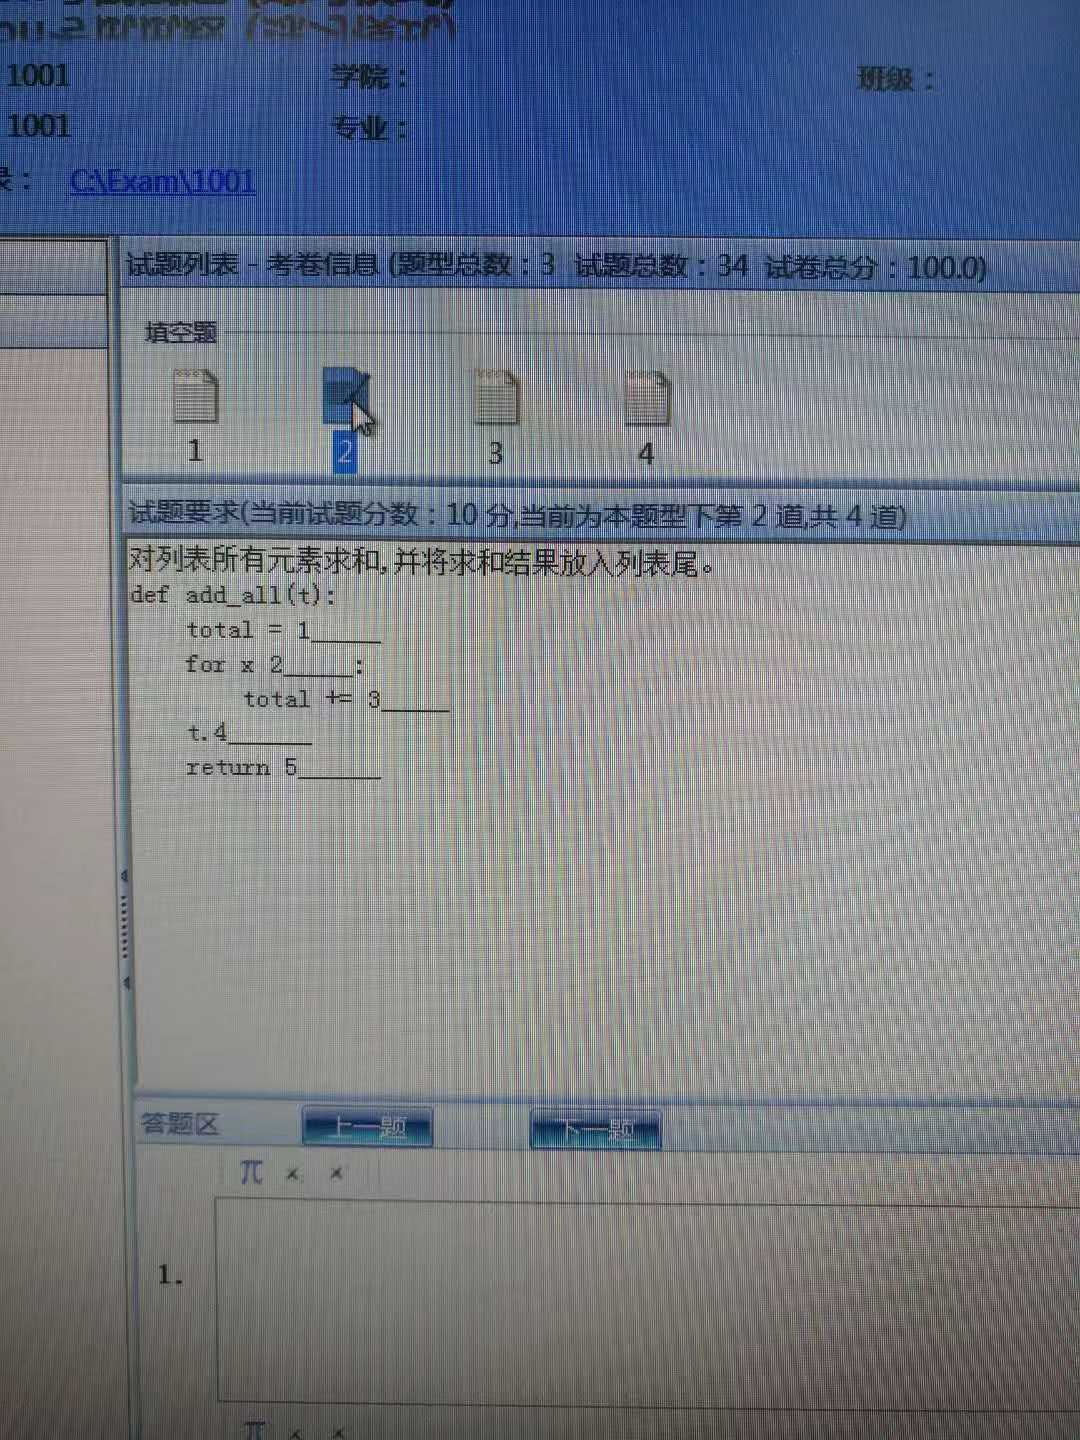 1001 学院： 班级：
1001 专业：
录： C:\Exam\1001
试题列表 - 考卷信息 (题型总数：3 试题总数：34 试卷总分：100.0)
填空题
1 2 3 4
试题要求(当前试题分数：10 分,当前为本题型下第 2 道,共 4 道)
对列表所有元素求和,并将求和结果放入列表尾。
def add_all(t):
total = 1_____
for x 2_____:
total += 3_____
t.4______
return 5______
答题区 上一题 下一题
π × ×
1.
π × ×